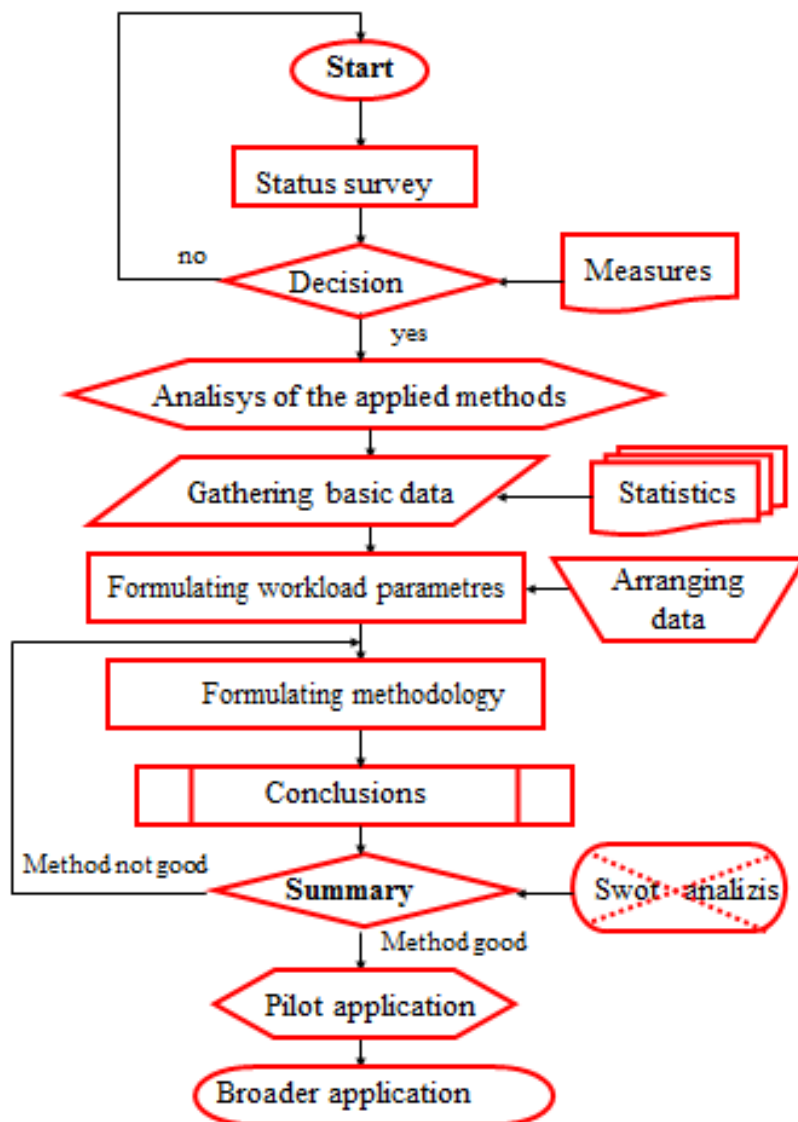 Start
Status survey
no
Decision
Measures
yes
Analisys of the applied methods
Gathering basic data
Statistics
Formulating workload parametres
Arranging
data
Formulating methodology
Conclusions
Method not good
Summary
Swot analizis
Method good
Pilot application
Broader application